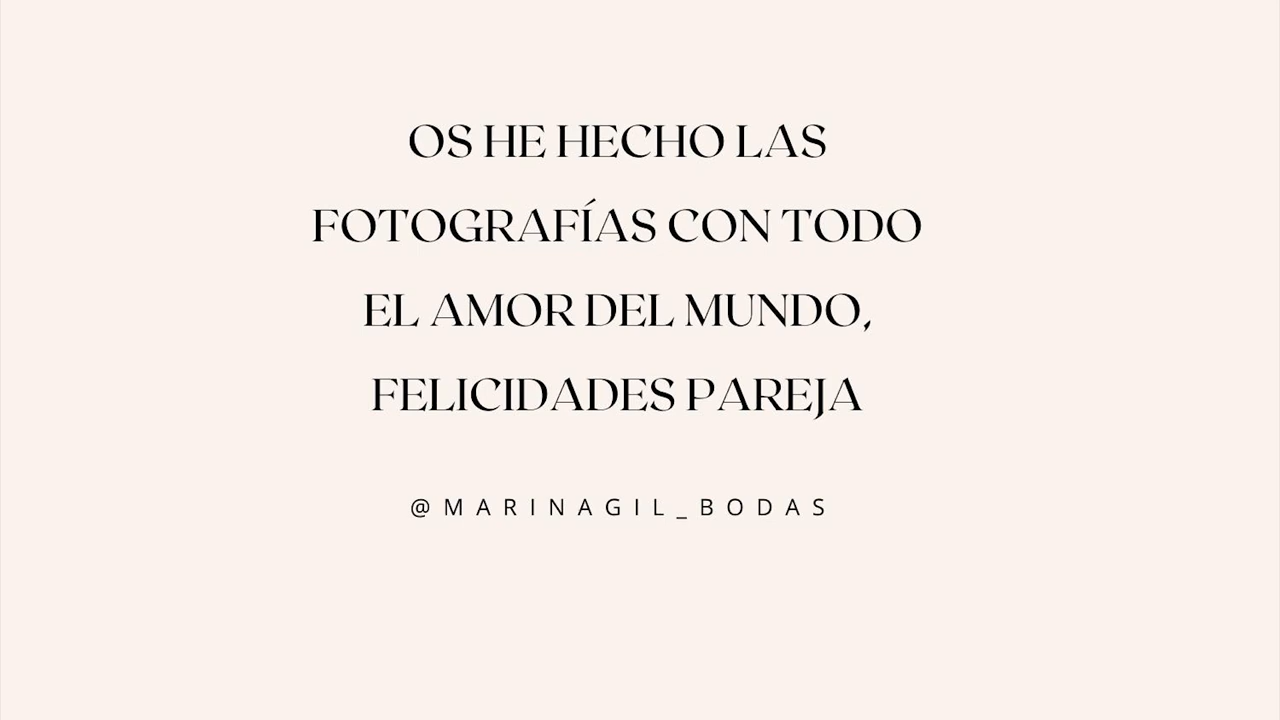 OS HE HECHO LAS
FOTOGRAFÍAS CON TODO
EL AMOR DEL MUNDO,
FELICIDADES PAREJA
@MARINAGIL_BODAS